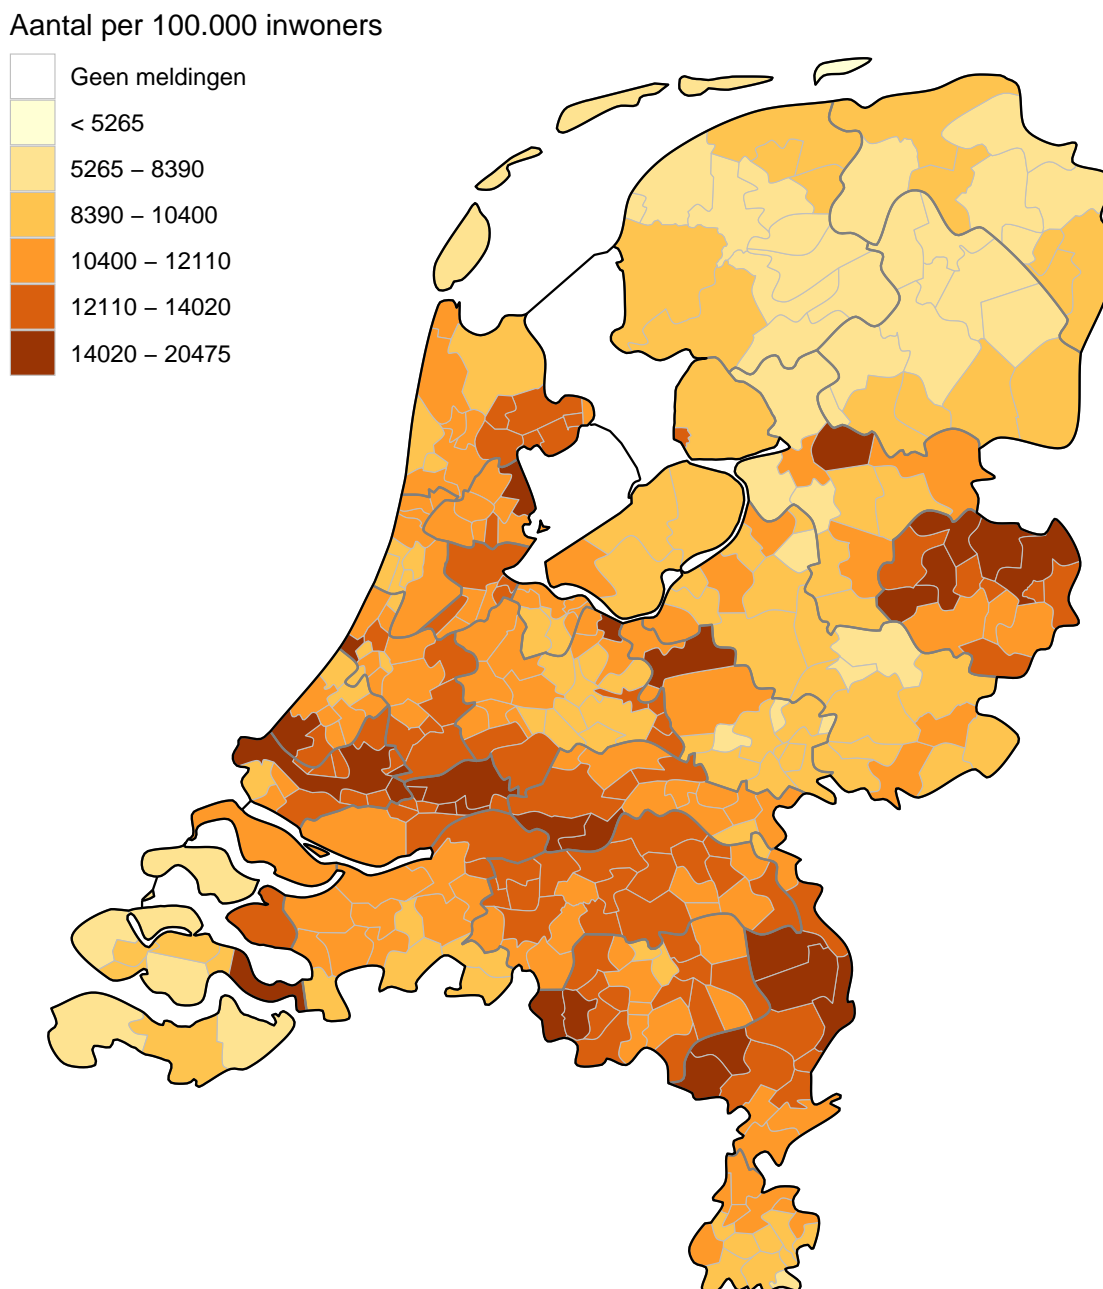 Aantal per 100.000 inwoners
Geen meldingen
< 5265
5265 – 8390
8390 – 10400
10400 – 12110
12110 – 14020
14020 – 20475